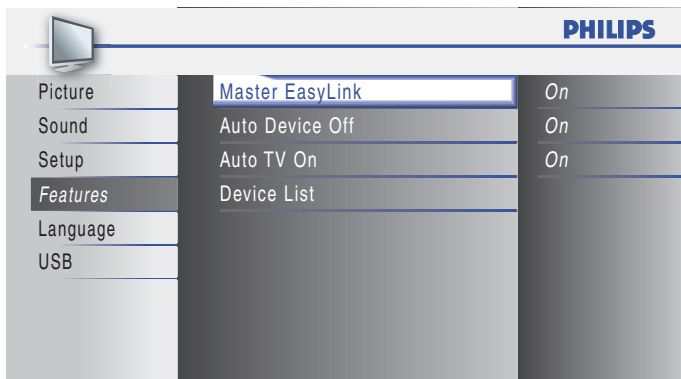 PHILIPS
Picture
Sound
Setup
Features
Language
USB
Master EasyLink
Auto Device Off
Auto TV On
Device List
On
On
On